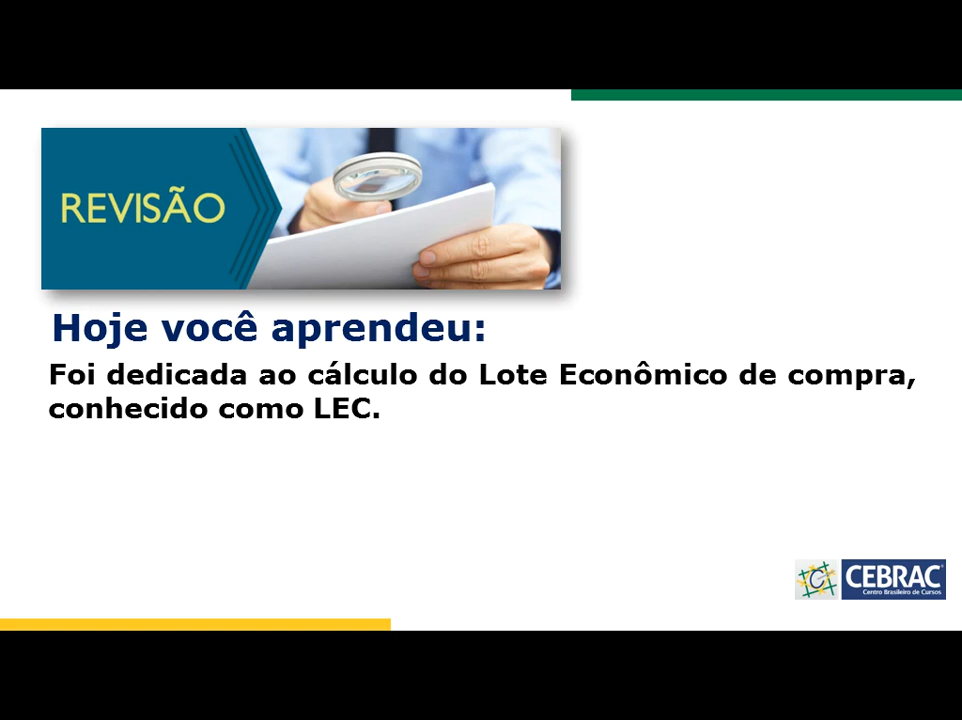 REVISÃO
Hoje você aprendeu:
Foi dedicada ao cálculo do Lote Econômico de compra,
conhecido como LEC.
C CEBRAC
Centro Brasileiro de Cursos